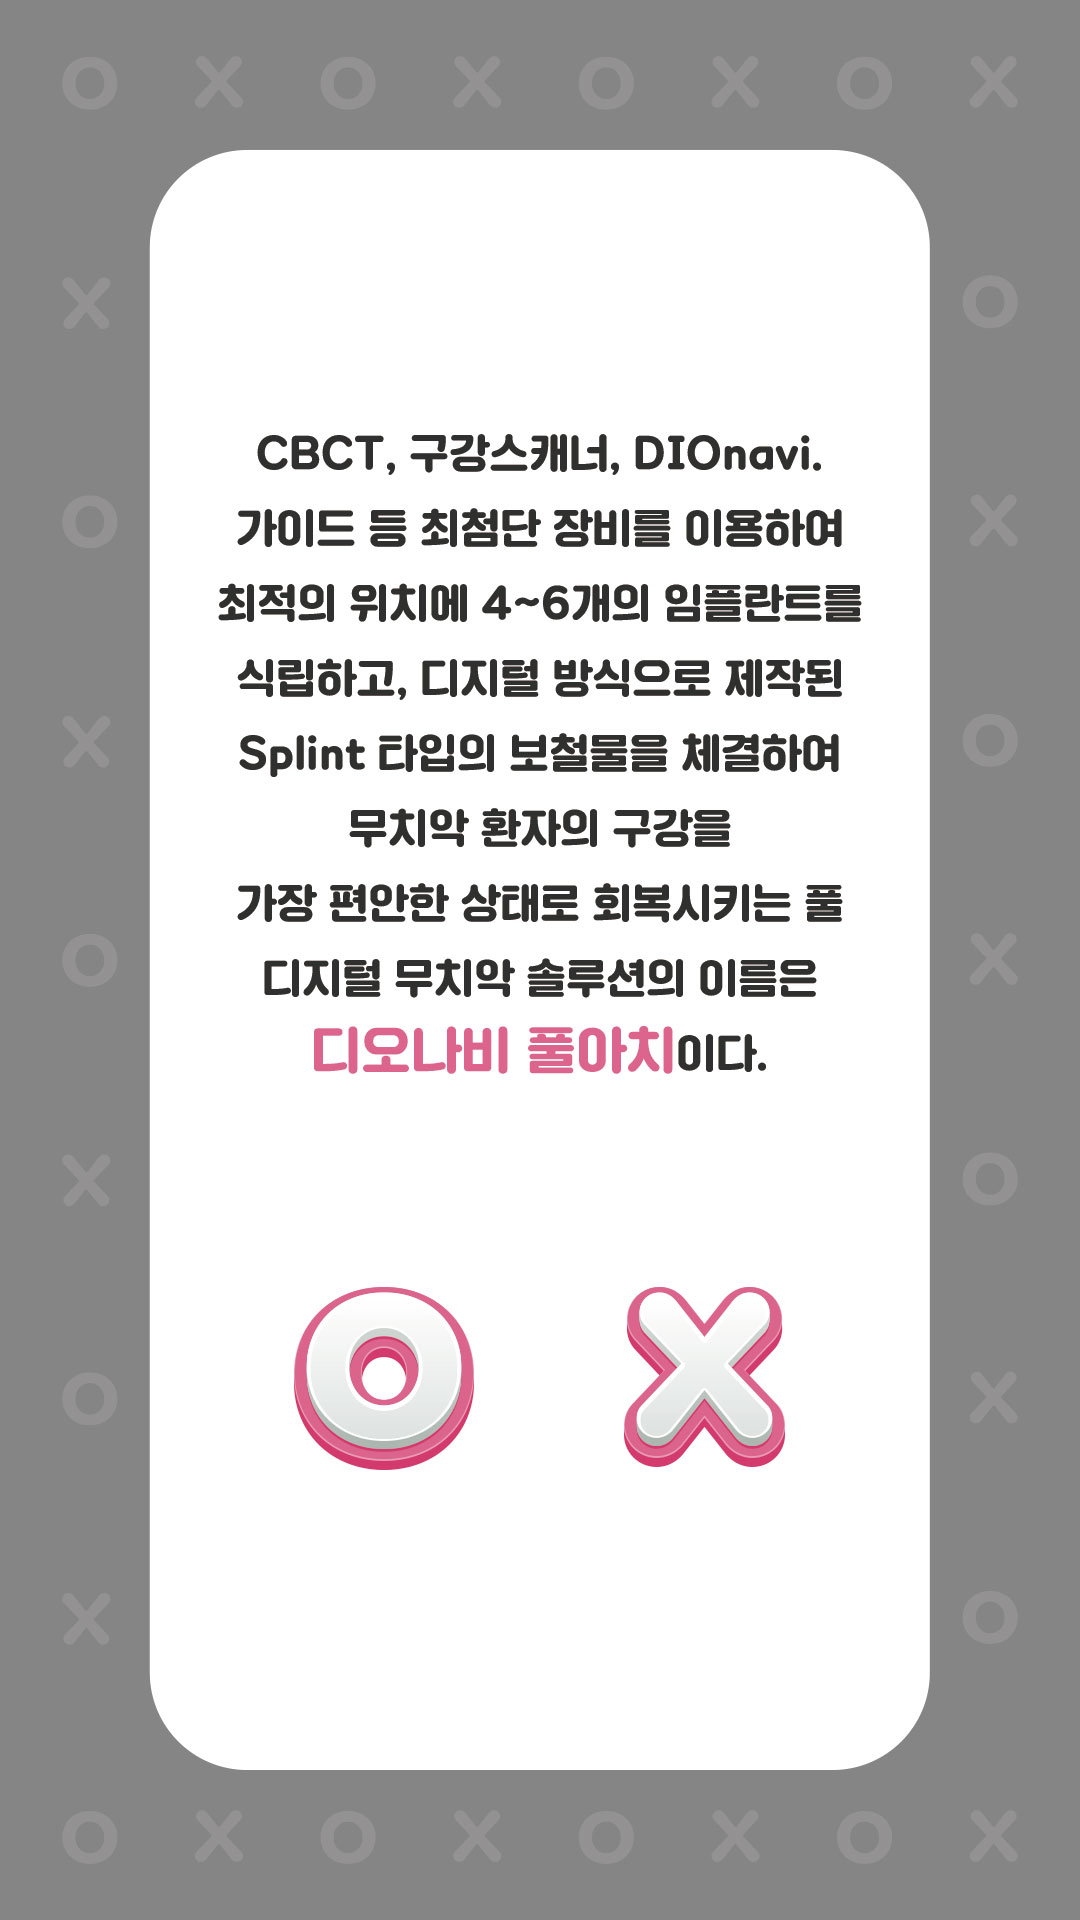 O X O X O X O X
CBCT, 구강스캐너, DIOnavi.
가이드 등 최첨단 장비를 이용하여
최적의 위치에 4~6개의 임플란트를
식립하고, 디지털 방식으로 제작된
Splint 타입의 보철물을 체결하여
무치악 환자의 구강을
가장 편안한 상태로 회복시키는 풀
디지털 무치악 솔루션의 이름은
디오나비 풀아치이다.
O X
X O
O X
X O
O X
X O
O X
X O
O X O X O X O X